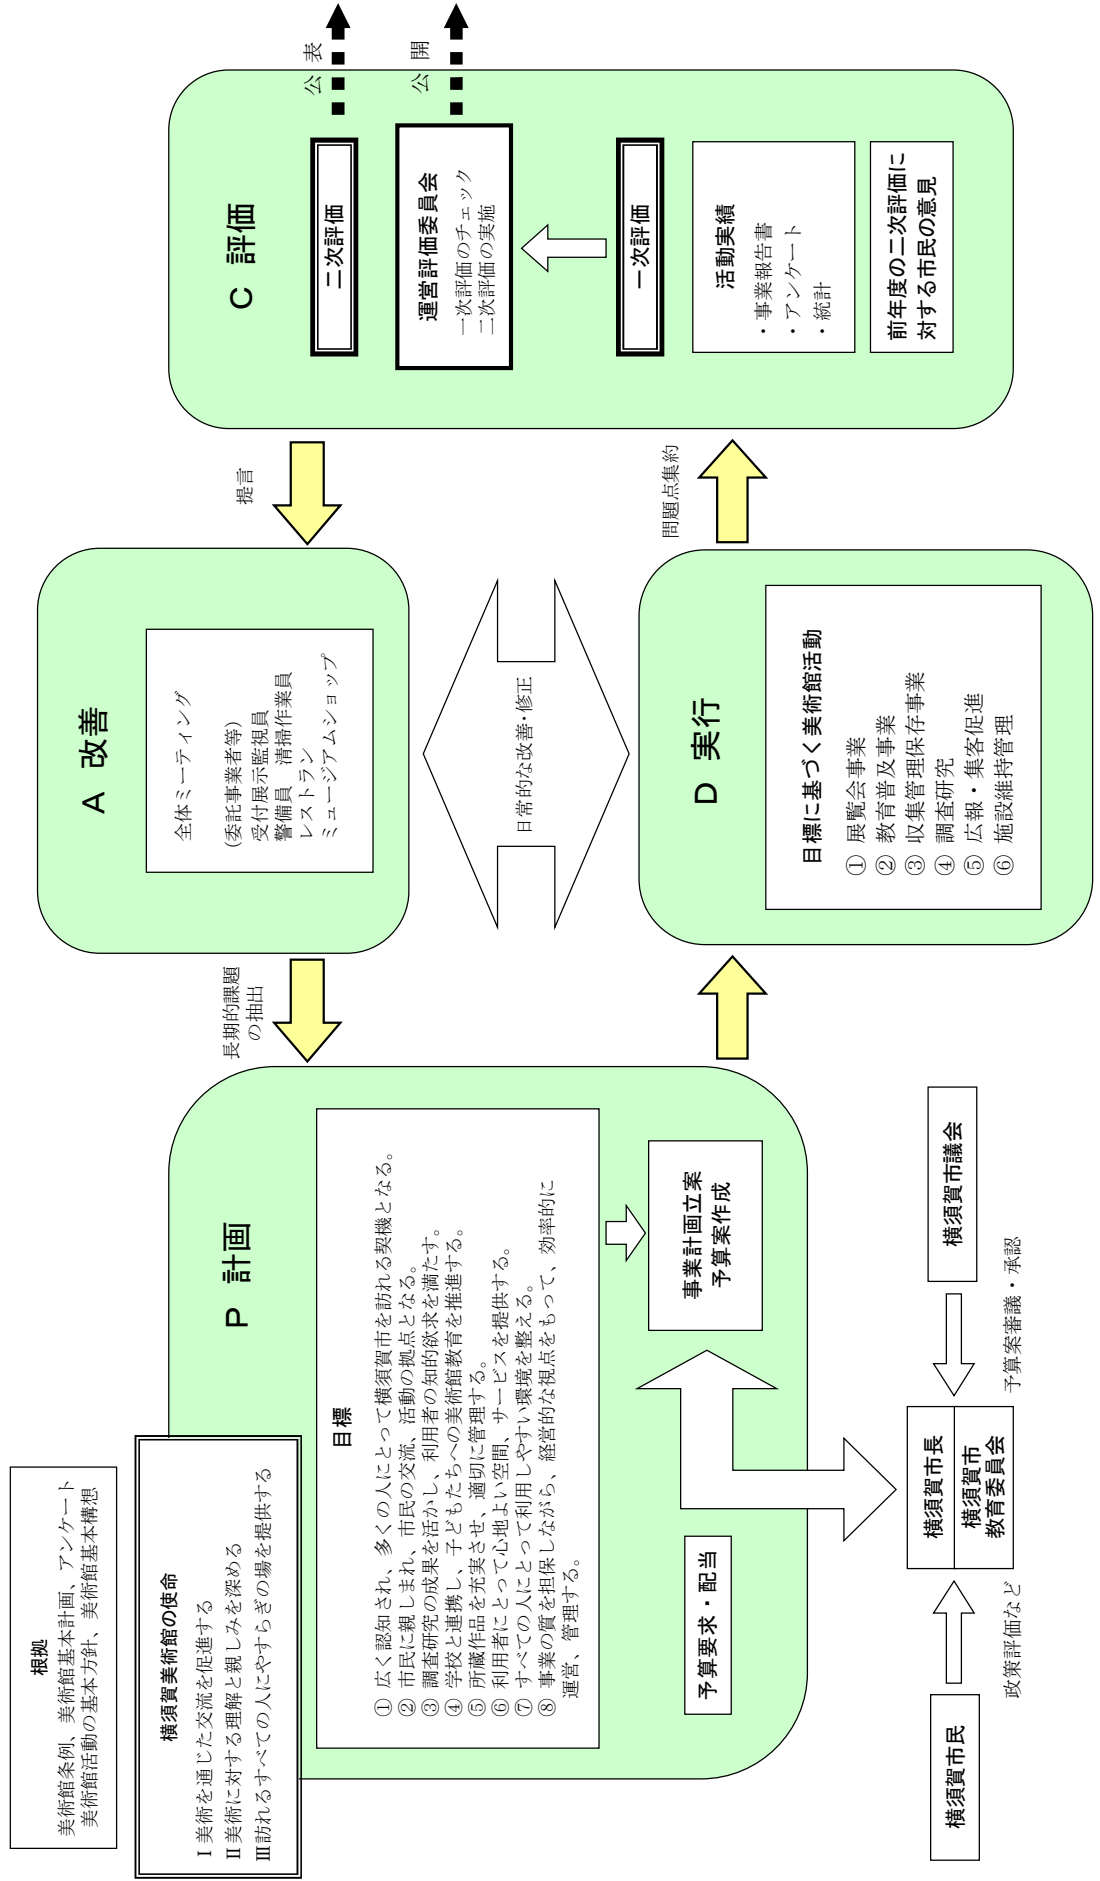 根拠
美術館条例、美術館基本計画、アンケート
美術館活動の基本方針、美術館基本構想
横須賀美術館の使命
Ⅰ美術を通じた交流を促進する
Ⅱ美術に対する理解と親しみを深める
Ⅲ訪れるすべての人にやすらぎの場を提供する
P 計画
目標
① 広く認知され、多くの人にとって横須賀市を訪れる契機となる。
② 市民に親しまれ、市民の交流、活動の拠点となる。
③ 調査研究の成果を活かし、利用者の知的欲求を満たす。
④ 学校と連携し、子どもたちへの美術館教育を推進する。
⑤ 所蔵作品を充実させ、適切に管理する。
⑥ 利用者にとって心地よい空間、サービスを提供する。
⑦ すべての人にとって利用しやすい環境を整える。
⑧ 事業の質を担保しながら、経営的な視点をもって、効率的に
運営、管理する。
事業計画立案
予算案作成
予算要求・配当
横須賀市長
横須賀市
教育委員会
横須賀市民
政策評価など
横須賀市議会
予算案審議・承認
長期的課題
の抽出
A 改善
全体ミーティング
(委託事業者等)
受付展示監視員
警備員 清掃作業員
レストラン
ミュージアムショップ
日常的な改善・修正
D 実行
目標に基づく美術館活動
① 展覧会事業
② 教育普及事業
③ 収集管理保存事業
④ 調査研究
⑤ 広報・集客促進
⑥ 施設維持管理
提言
問題点集約
C 評価
二次評価
公 表
運営評価委員会
一次評価のチェック
二次評価の実施
公 開
一次評価
活動実績
・事業報告書
・アンケート
・統計
前年度の二次評価に
対する市民の意見